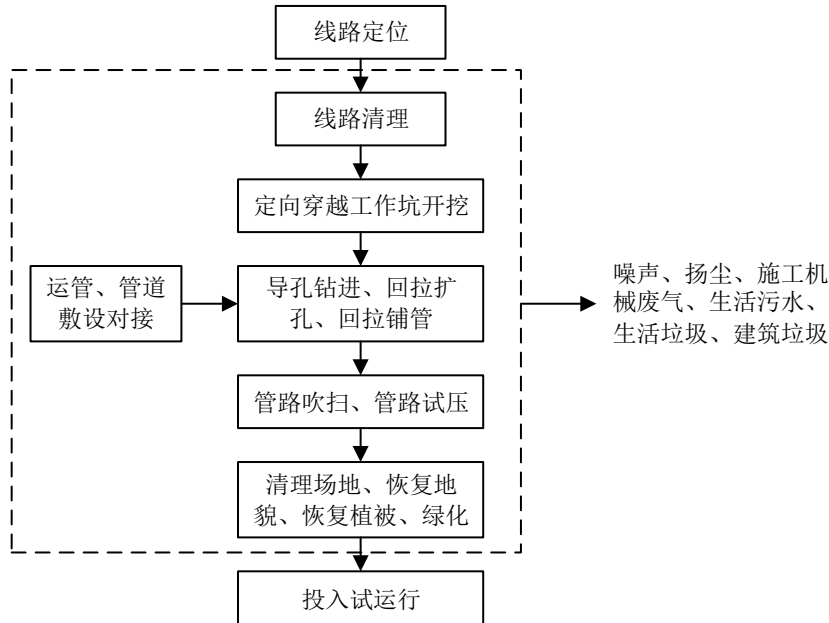 线路定位
线路清理
定向穿越工作坑开挖
运管、管道
敷设对接
导孔钻进、回拉扩
孔、回拉铺管
噪声、扬尘、施工机
械废气、生活污水、
生活垃圾、建筑垃圾
管路吹扫、管路试压
清理场地、恢复地
貌、恢复植被、绿化
投入试运行